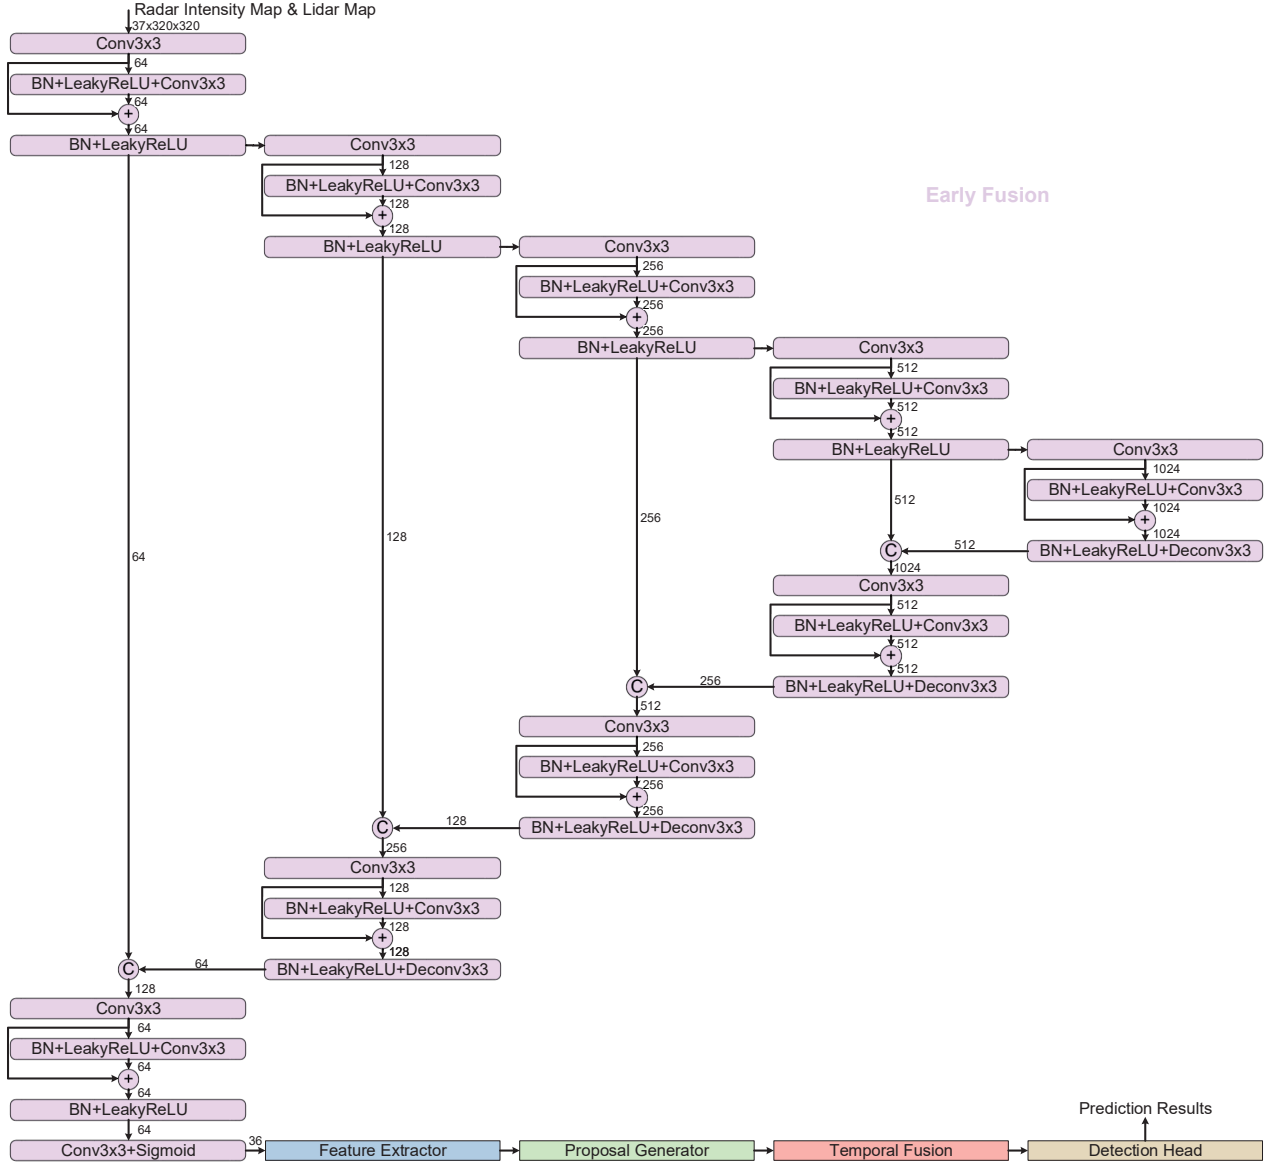 Radar Intensity Map & Lidar Map
37x320x320
Conv3x3
64
BN+LeakyReLU+Conv3x3
64
+
64
BN+LeakyReLU
Conv3x3
128
BN+LeakyReLU+Conv3x3
128
+
128
BN+LeakyReLU
Early Fusion
Conv3x3
256
BN+LeakyReLU+Conv3x3
256
+
256
BN+LeakyReLU
Conv3x3
512
BN+LeakyReLU+Conv3x3
512
+
512
BN+LeakyReLU
Conv3x3
1024
BN+LeakyReLU+Conv3x3
1024
+
1024
BN+LeakyReLU+Deconv3x3
512
512
C
1024
Conv3x3
512
BN+LeakyReLU+Conv3x3
512
+
512
BN+LeakyReLU+Deconv3x3
256
256
C
512
Conv3x3
256
BN+LeakyReLU+Conv3x3
256
+
256
BN+LeakyReLU+Deconv3x3
128
128
C
256
Conv3x3
128
BN+LeakyReLU+Conv3x3
128
+
128
BN+LeakyReLU+Deconv3x3
64
64
C
128
Conv3x3
64
BN+LeakyReLU+Conv3x3
64
+
64
BN+LeakyReLU
64
Conv3x3+Sigmoid
36
Feature Extractor
Proposal Generator
Temporal Fusion
Detection Head
Prediction Results